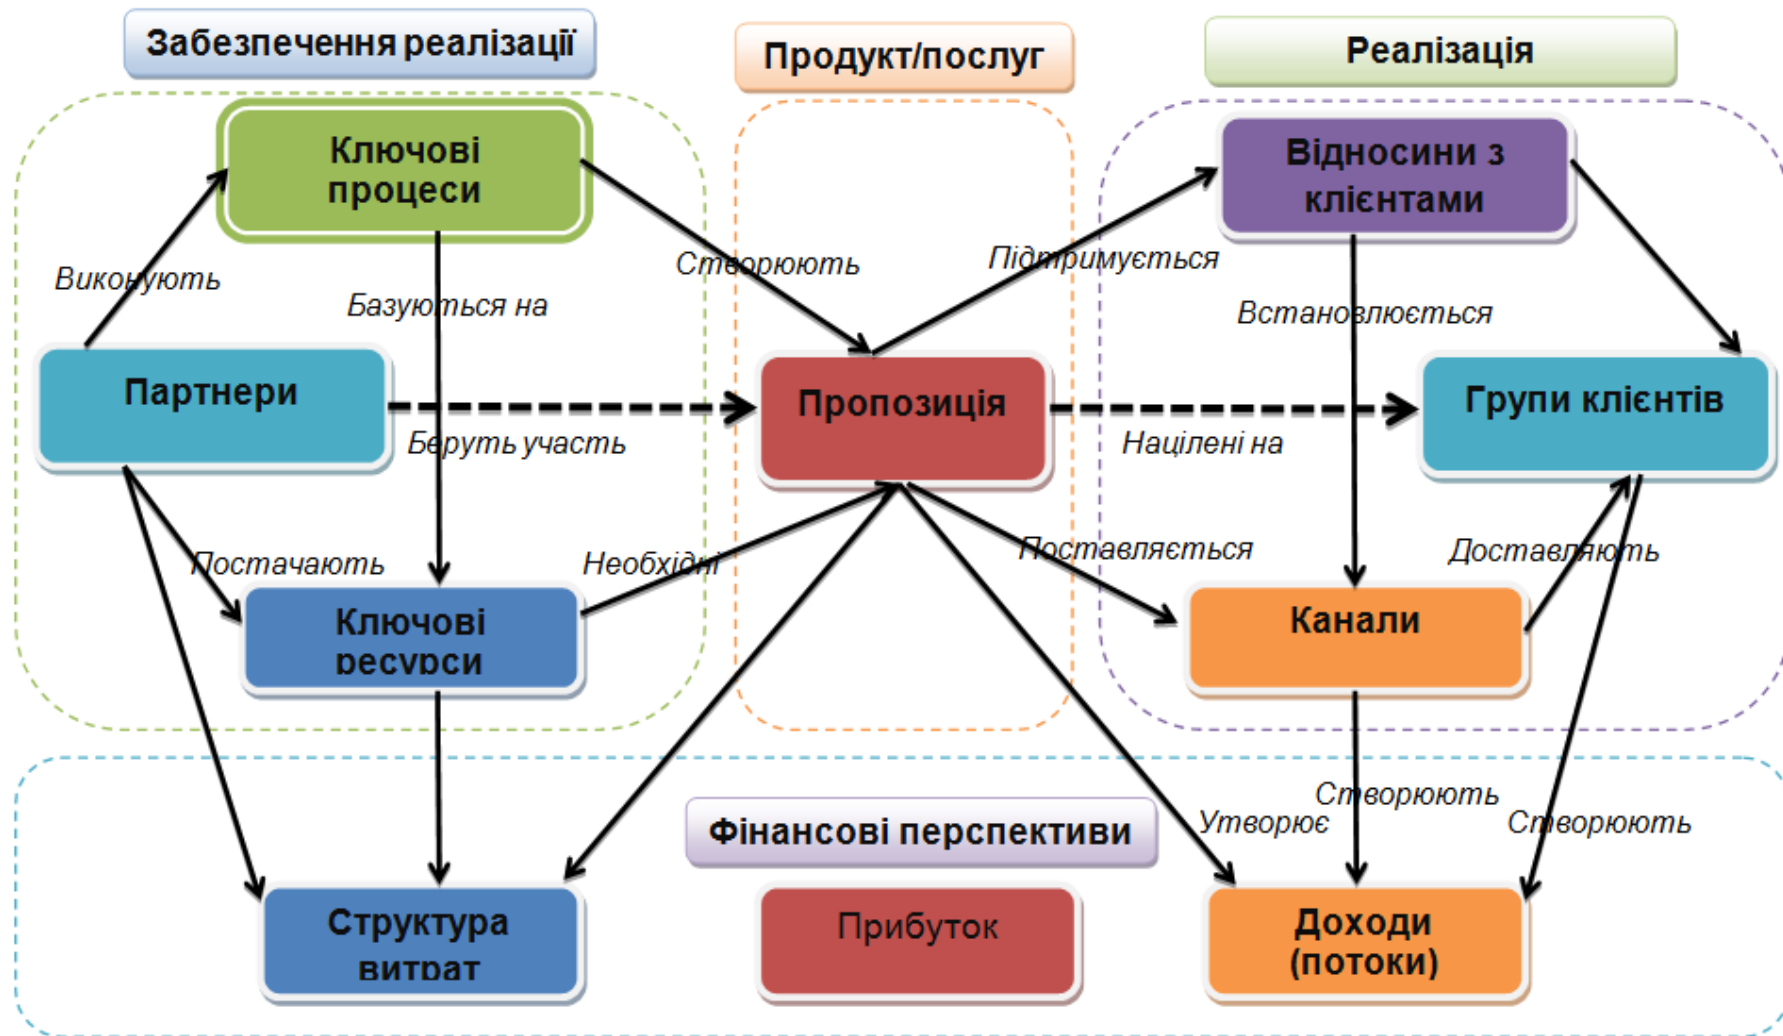 Забезпечення реалізації
Продукт/послуг
Реалізація
Ключові
процеси
Відносини з
клієнтами
Виконують
Базуються на
Створюють
Підтримується
Встановлюється
Партнери
Пропозиція
Групи клієнтів
Беруть участь
Націлені на
Постачають
Необхідні
Поставляється
Доставляють
Ключові
ресурси
Канали
Фінансові перспективи
Утворює
Створюють
Створюють
Структура
витрат
Прибуток
Доходи
(потоки)